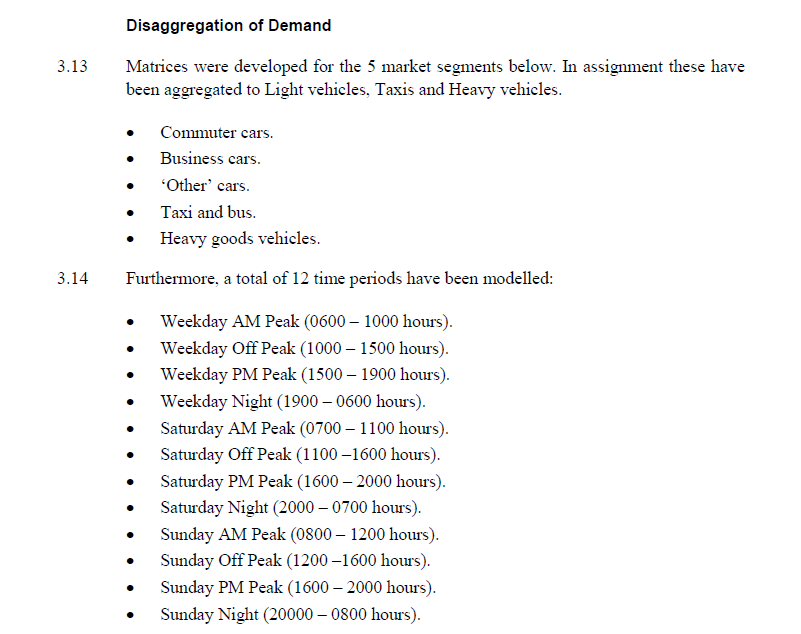 Disaggregation of Demand
3.13 Matrices were developed for the 5 market segments below. In assignment these have
been aggregated to Light vehicles, Taxis and Heavy vehicles.
• Commuter cars.
• Business cars.
• ‘Other’ cars.
• Taxi and bus.
• Heavy goods vehicles.
3.14 Furthermore, a total of 12 time periods have been modelled:
• Weekday AM Peak (0600 – 1000 hours).
• Weekday Off Peak (1000 – 1500 hours).
• Weekday PM Peak (1500 – 1900 hours).
• Weekday Night (1900 – 0600 hours).
• Saturday AM Peak (0700 – 1100 hours).
• Saturday Off Peak (1100 –1600 hours).
• Saturday PM Peak (1600 – 2000 hours).
• Saturday Night (2000 – 0700 hours).
• Sunday AM Peak (0800 – 1200 hours).
• Sunday Off Peak (1200 –1600 hours).
• Sunday PM Peak (1600 – 2000 hours).
• Sunday Night (20000 – 0800 hours).